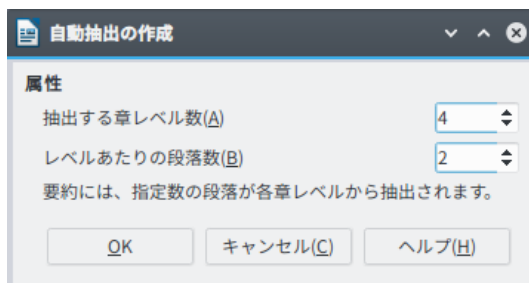 自動抽出の作成
属性
抽出する章レベル数(A) 4
レベルあたりの段落数(B) 2
要約には、指定数の段落が各章レベルから抽出されます。
OK キャンセル(C) ヘルプ(H)